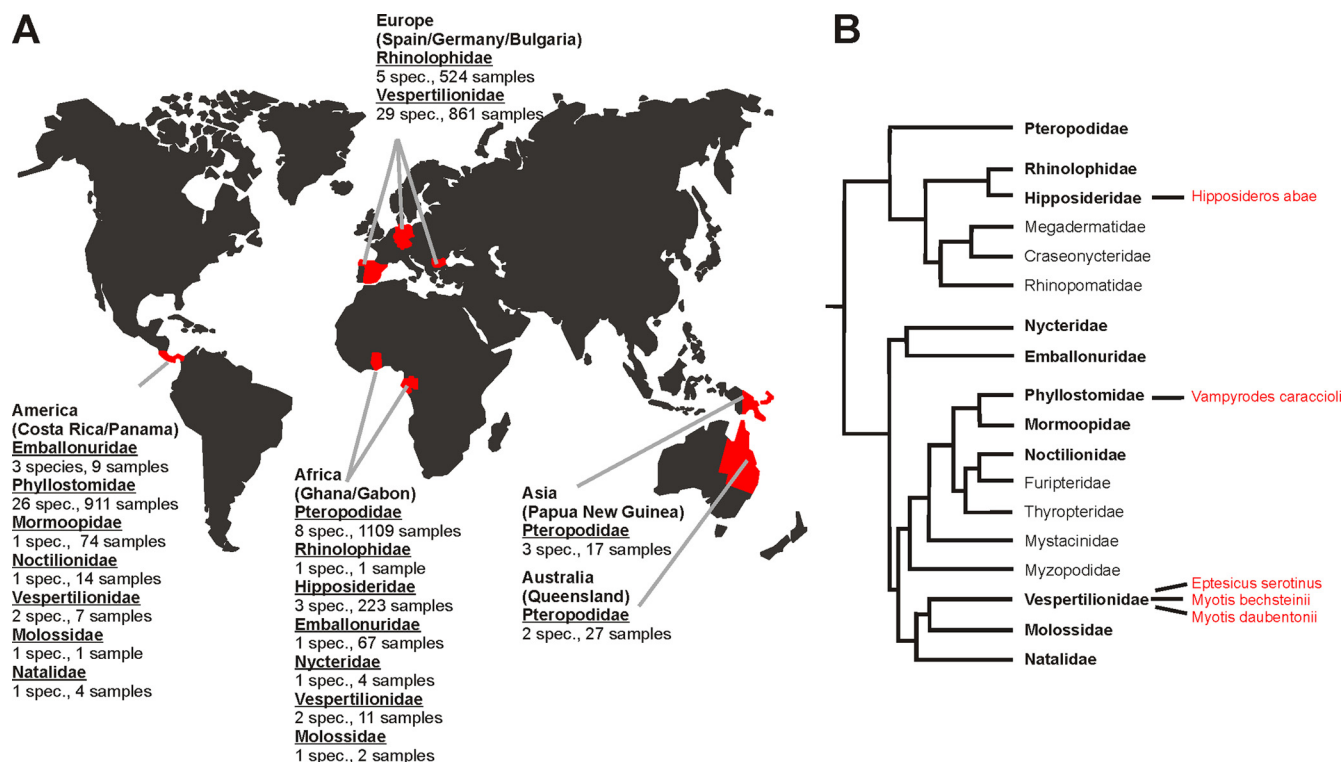 A
Europe
(Spain/Germany/Bulgaria)
Rhinolophidae
5 spec., 524 samples
Vespertilionidae
29 spec., 861 samples
America
(Costa Rica/Panama)
Emballonuridae
3 species, 9 samples
Phyllostomidae
26 spec., 911 samples
Mormoopidae
1 spec., 74 samples
Noctilionidae
1 spec., 14 samples
Vespertilionidae
2 spec., 7 samples
Molossidae
1 spec., 1 sample
Natalidae
1 spec., 4 samples
Africa
(Ghana/Gabon)
Pteropodidae
8 spec., 1109 samples
Rhinolophidae
1 spec., 1 sample
Hipposideridae
3 spec., 223 samples
Emballonuridae
1 spec., 67 samples
Nycteridae
1 spec., 4 samples
Vespertilionidae
2 spec., 11 samples
Molossidae
1 spec., 2 samples
Asia
(Papua New Guinea)
Pteropodidae
3 spec., 17 samples
Australia
(Queensland)
Pteropodidae
2 spec., 27 samples
B
Pteropodidae
Rhinolophidae
Hipposideridae
Hipposideros abae
Megadermatidae
Craseonycteridae
Rhinopomatidae
Nycteridae
Emballonuridae
Phyllostomidae
Vampyrodes caraccioli
Mormoopidae
Noctilionidae
Furipteridae
Thyropteridae
Mystacinidae
Myzopodidae
Eptesicus serotinus
Vespertilionidae
Myotis bechsteinii
Myotis daubentonii
Molossidae
Natalidae